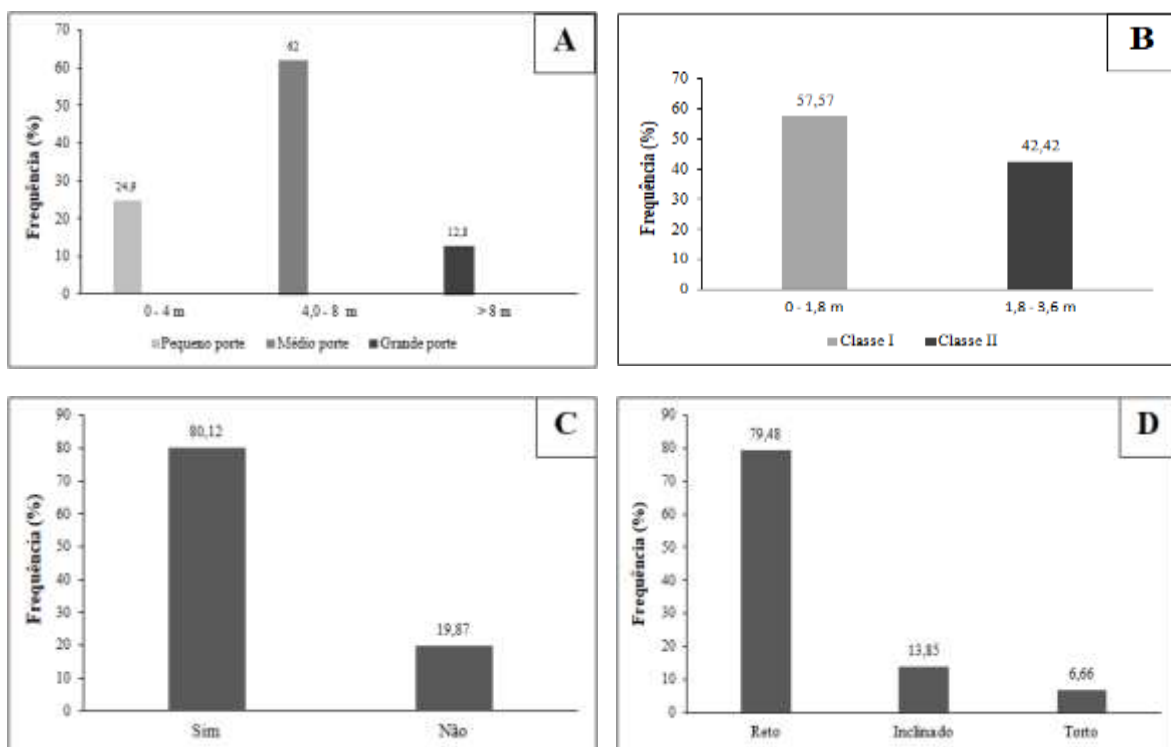 A
Frequência (%)
70
60
50
40
30
20
10
0
24,8
62
12,8
0 - 4 m
4,0 - 8 m
> 8 m
Pequeno porte
Médio porte
Grande porte
B
Frequência (%)
70
60
50
40
30
20
10
0
57,57
42,42
0 - 1,8 m
1,8 - 3,6 m
Classe I
Classe II
C
Frequência (%)
90
80
70
60
50
40
30
20
10
0
80,12
19,87
Sim
Não
D
Frequência (%)
90
80
70
60
50
40
30
20
10
0
79,48
13,85
6,66
Reto
Inclinado
Torto